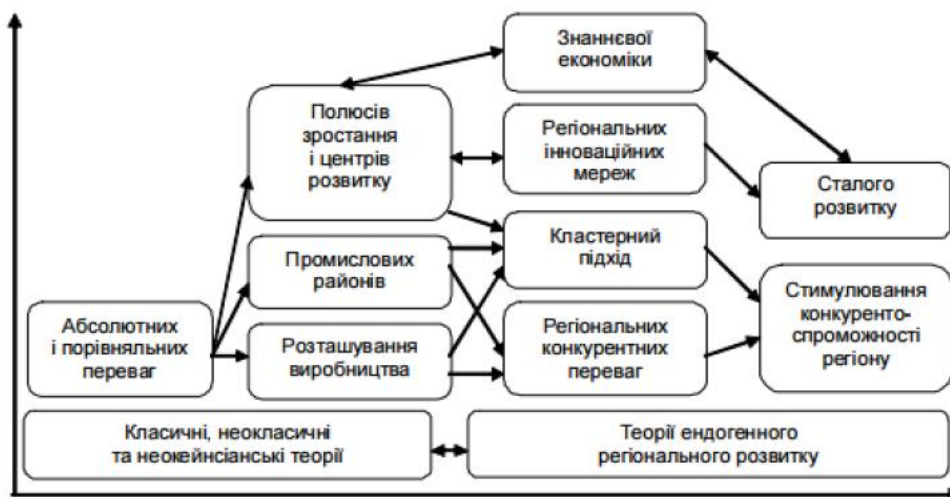 Знаннєвої
економіки
Полюсів
зростання
і центрів
розвитку
Регіональних
інноваційних
мереж
Сталого
розвитку
Промислових
районів
Кластерний
підхід
Абсолютних
і порівняльних
переваг
Розташування
виробництва
Регіональних
конкурентних
переваг
Стимулювання
конкуренто-
спроможності
регіону
Класичні, неокласичні
та неокейнсіанські теорії
Теорії ендогенного
регіонального розвитку